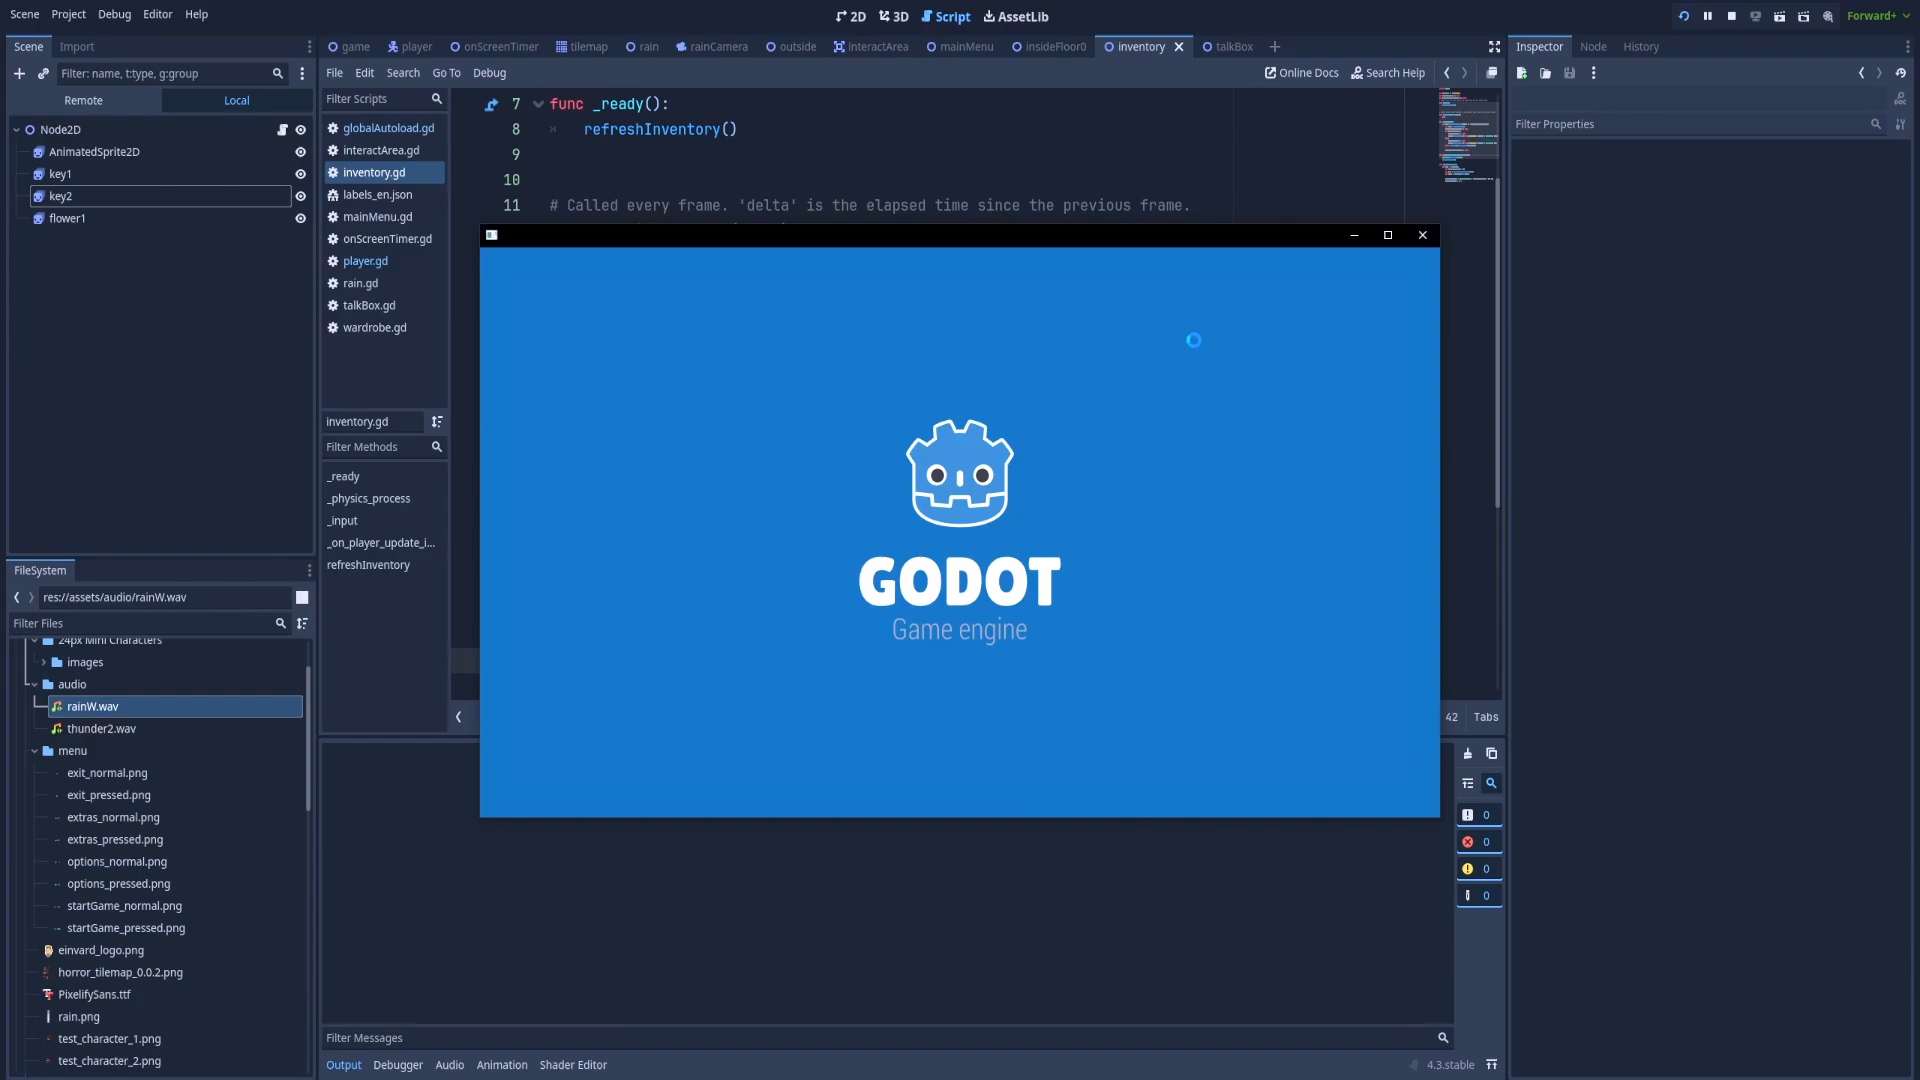 Scene Project Debug Editor Help
2D 3D Script AssetLib
Forward+
Scene Import
game player onScreenTimer tilemap rain rainCamera outside interactArea mainMenu insideFloor0 inventory talkBox
Inspector Node History
Filter: name, t:type, g:group
File Edit Search Go To Debug
Online Docs Search Help
Remote Local
Filter Scripts
Filter Properties
Node2D
AnimatedSprite2D
key1
key2
flower1
globalAutoload.gd
interactArea.gd
inventory.gd
labels_en.json
mainMenu.gd
onScreenTimer.gd
player.gd
rain.gd
talkBox.gd
wardrobe.gd
inventory.gd
Filter Methods
_ready
_physics_process
_input
_on_player_update_i...
refreshInventory
7 func _ready():
8 refreshInventory()
9
10
11 # Called every frame. 'delta' is the elapsed time since the previous frame.
GODOT
Game engine
42 Tabs
FileSystem
res://assets/audio/rainW.wav
Filter Files
24px Mini Characters
images
audio
rainW.wav
thunder2.wav
menu
exit_normal.png
exit_pressed.png
extras_normal.png
extras_pressed.png
options_normal.png
options_pressed.png
startGame_normal.png
startGame_pressed.png
einvard_logo.png
horror_tilemap_0.0.2.png
PixelifySans.ttf
rain.png
test_character_1.png
test_character_2.png
0
0
0
0
Filter Messages
Output Debugger Audio Animation Shader Editor
4.3.stable